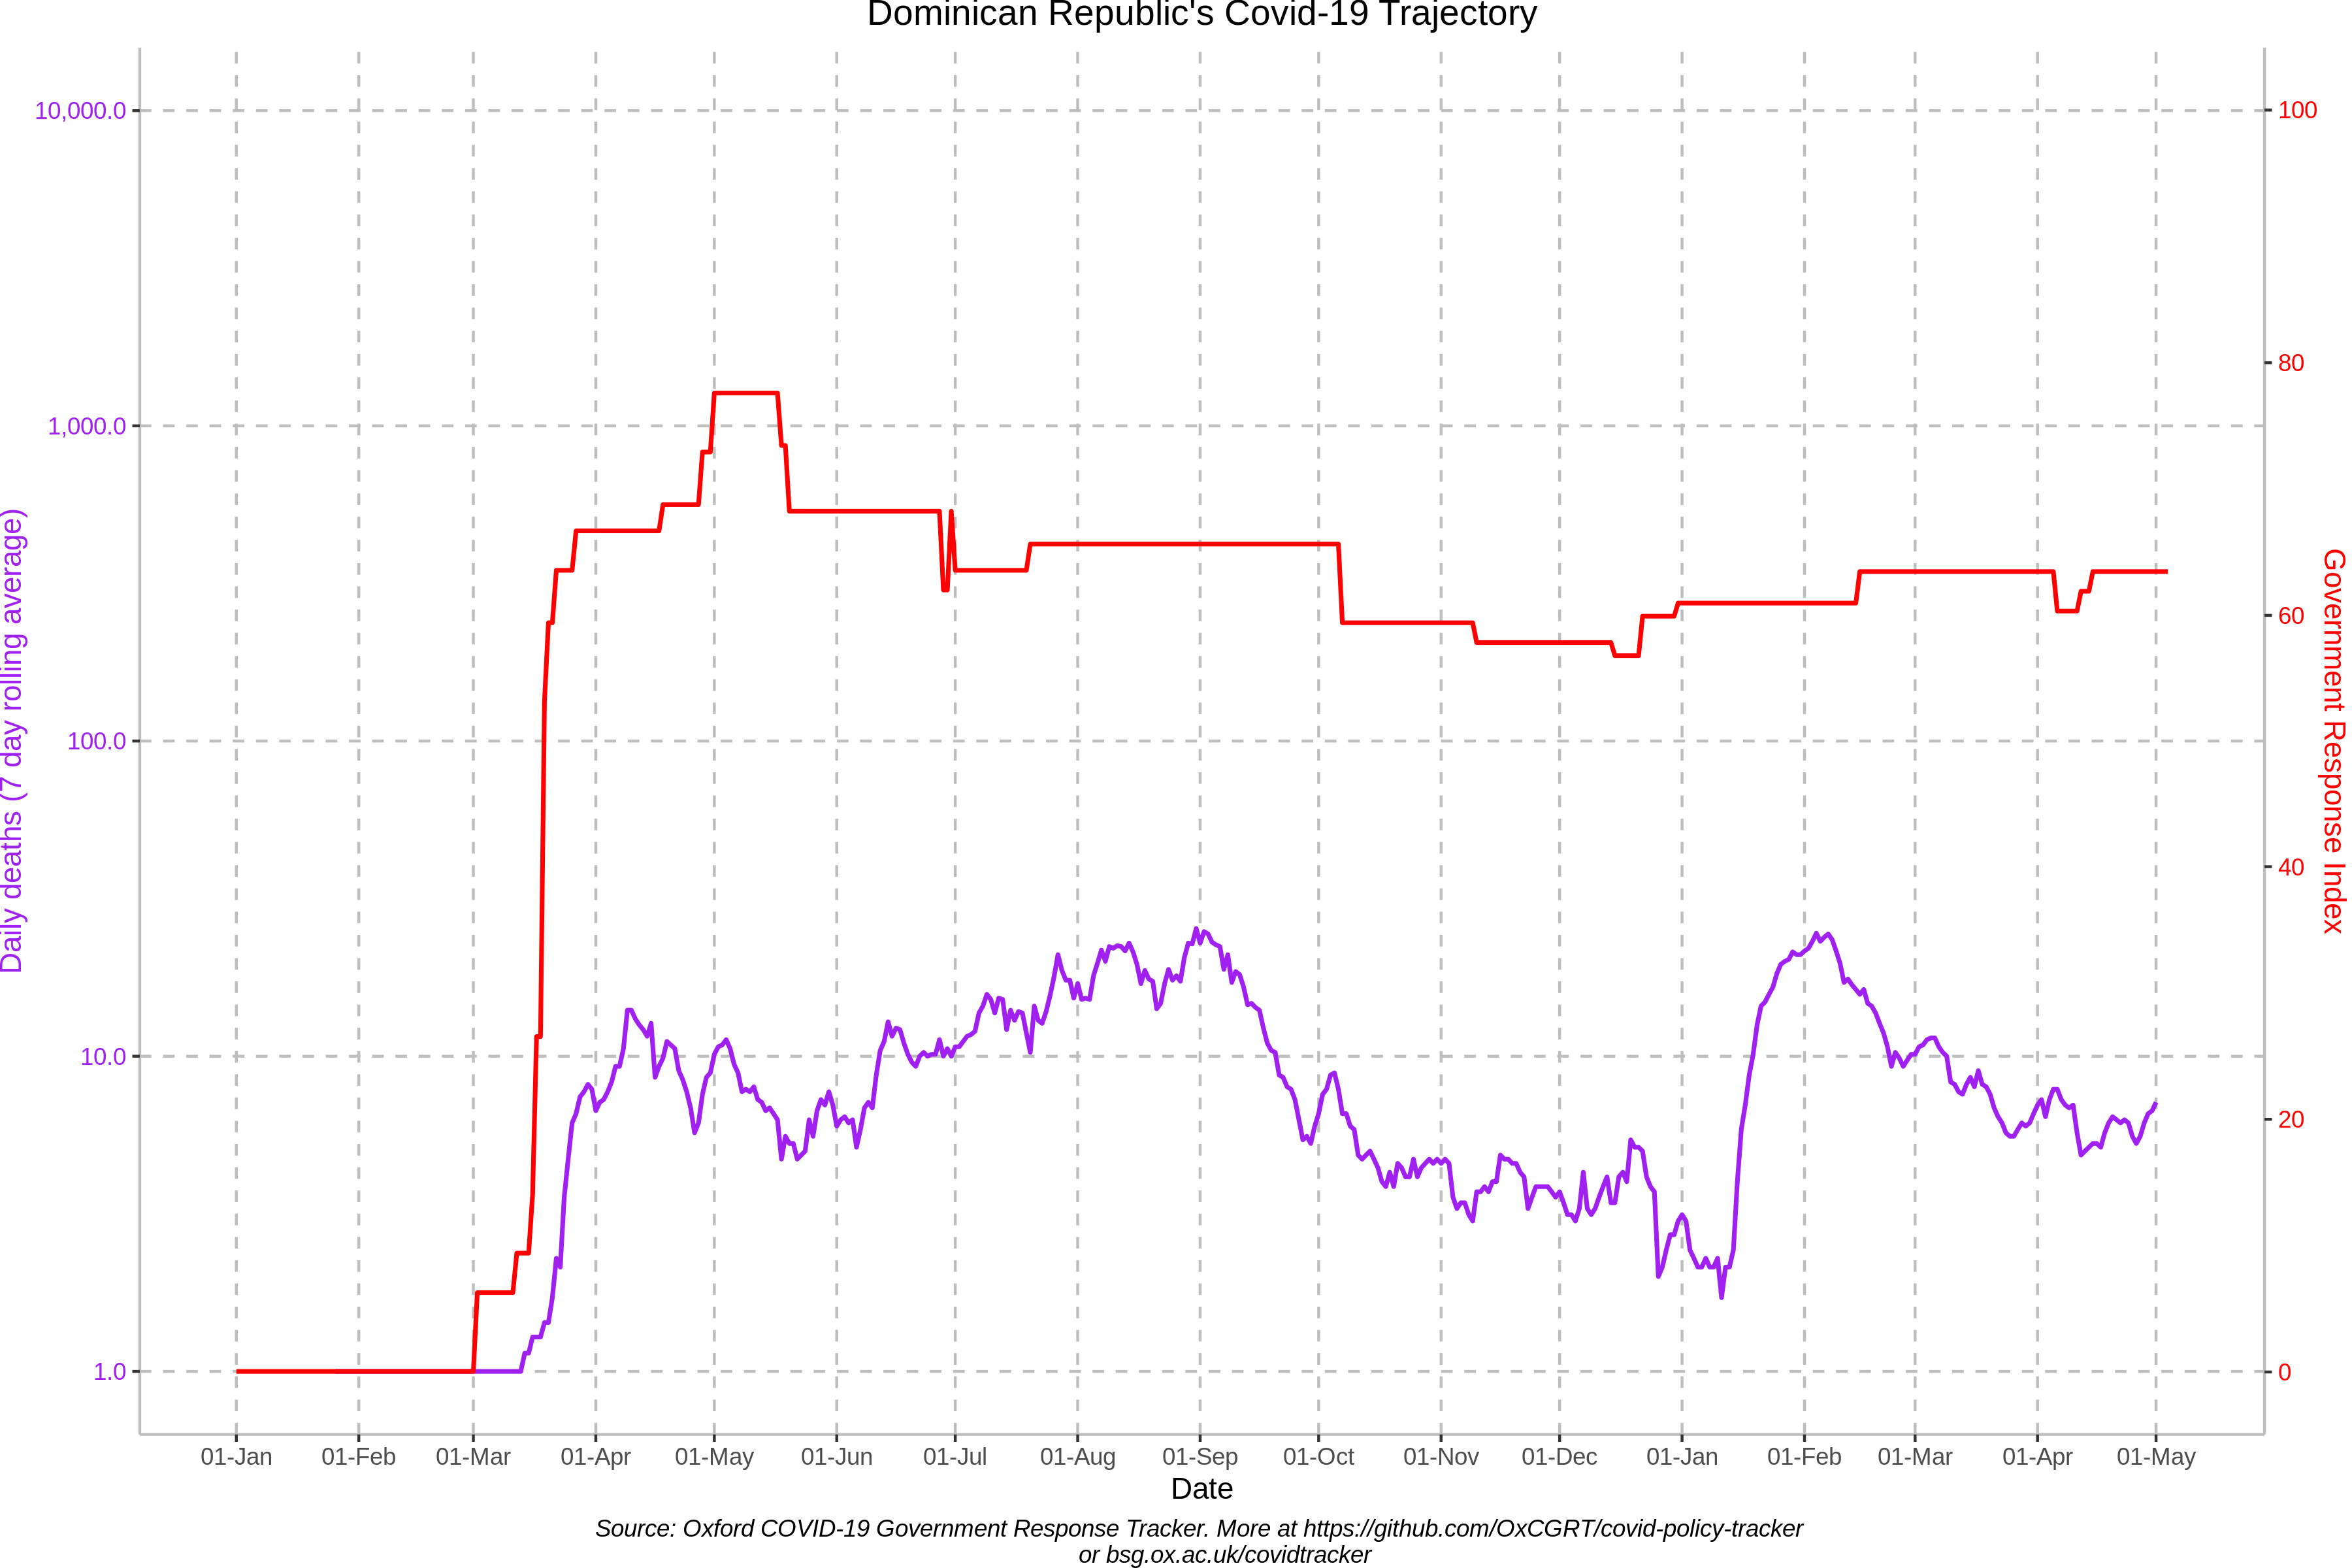 Dominican Republic's Covid-19 Trajectory
10,000.0
1,000.0
100.0
10.0
1.0
Daily deaths (7 day rolling average)
100
80
60
40
20
0
Government Response Index
01-Jan 01-Feb 01-Mar 01-Apr 01-May 01-Jun 01-Jul 01-Aug 01-Sep 01-Oct 01-Nov 01-Dec 01-Jan 01-Feb 01-Mar 01-Apr 01-May
Date
Source: Oxford COVID-19 Government Response Tracker. More at https://github.com/OxCGRT/covid-policy-tracker
or bsg.ox.ac.uk/covidtracker